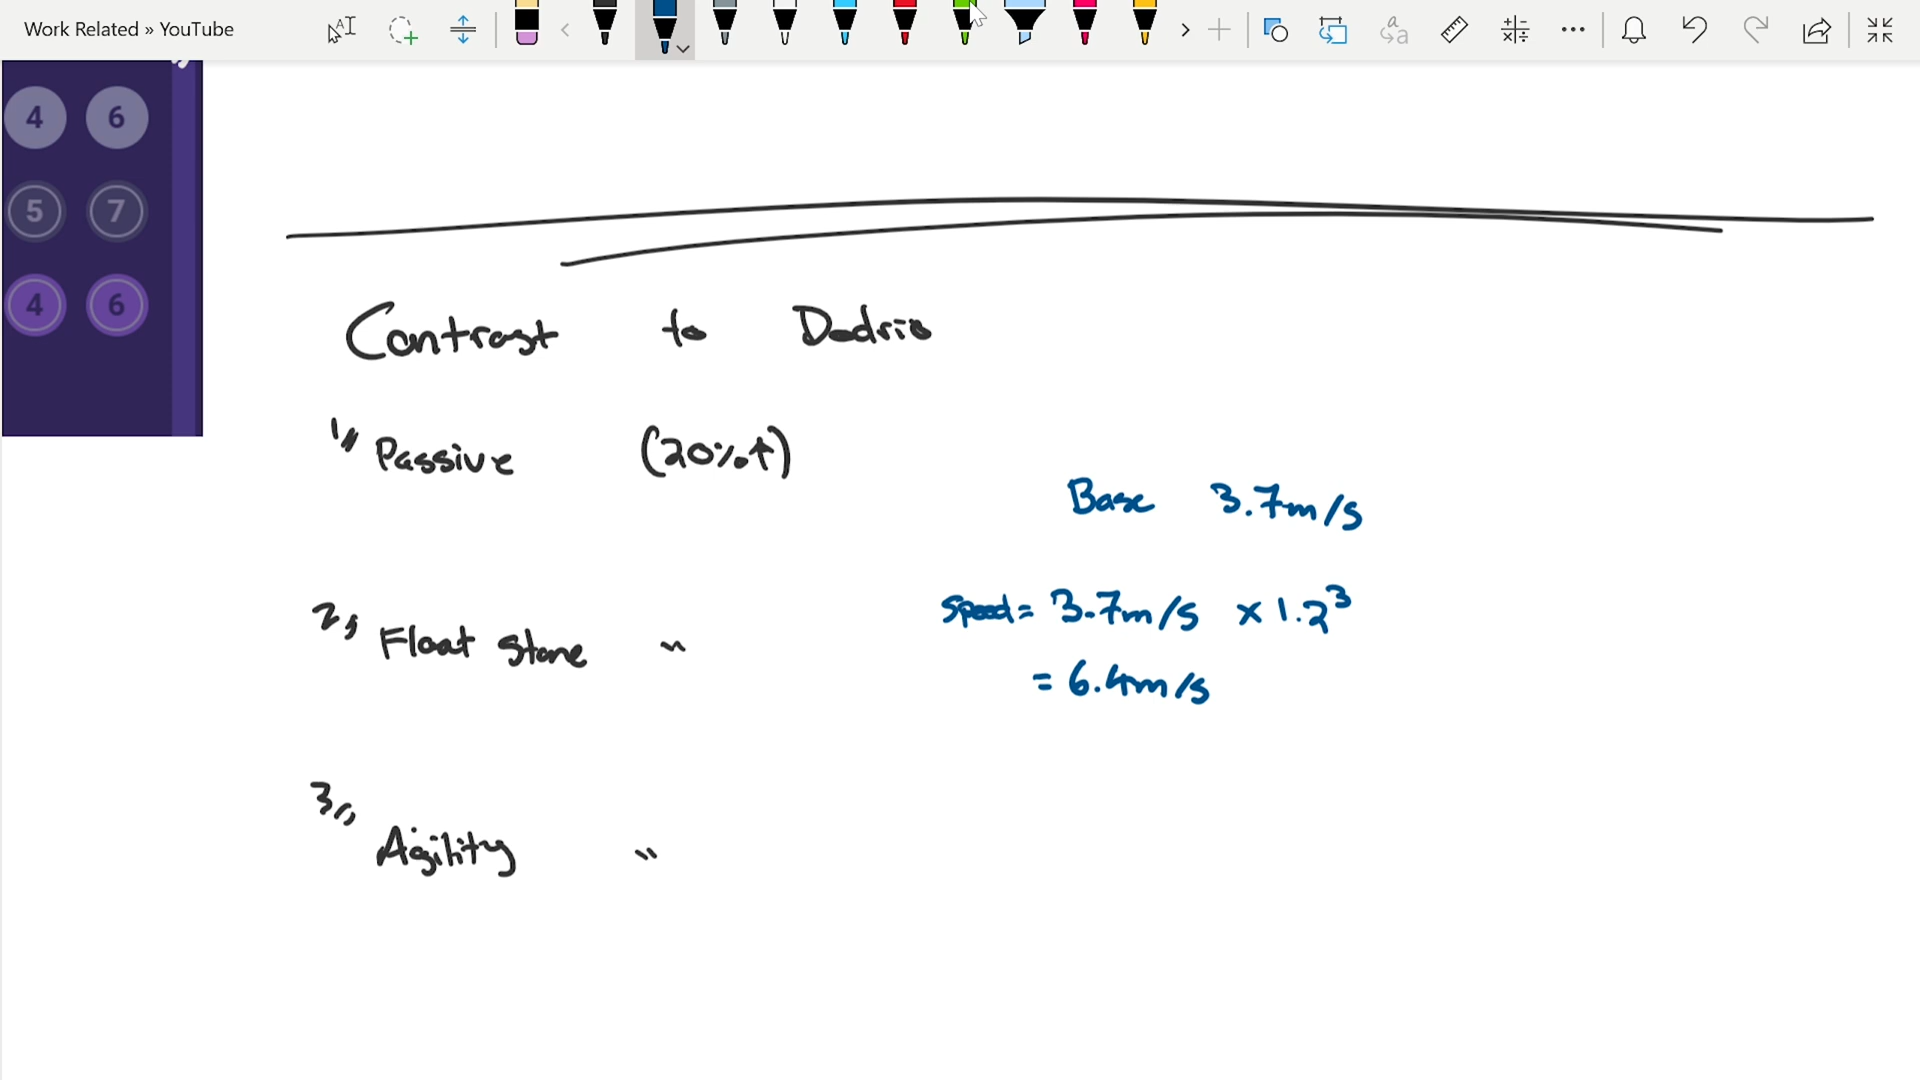 Work Related » YouTube
4 6
5 7
4 6
Contrast to Dodrio
1,, Passive (20%↑)
Base 3.7m/s
Speed = 3.7m/s × 1.2³
2,, Float Stone "
= 6.4m/s
3,, Agility "